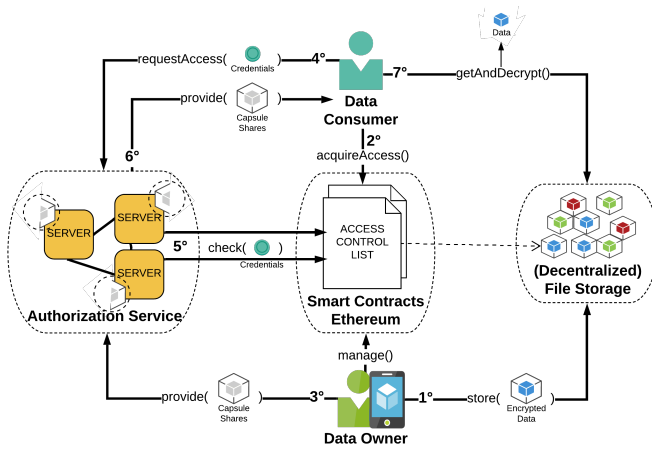 Data
requestAccess(
Credentials
)
4°
7°
getAndDecrypt()
provide(
Capsule
Shares
)
Data
Consumer
2°
acquireAccess()
6°
SERVER
SERVER
SERVER
5°
check(
Credentials
)
ACCESS
CONTROL
LIST
(Decentralized)
File Storage
Smart Contracts
Ethereum
Authorization Service
manage()
provide(
Capsule
Shares
)
3°
1°
store(
Encrypted
Data
)
Data Owner